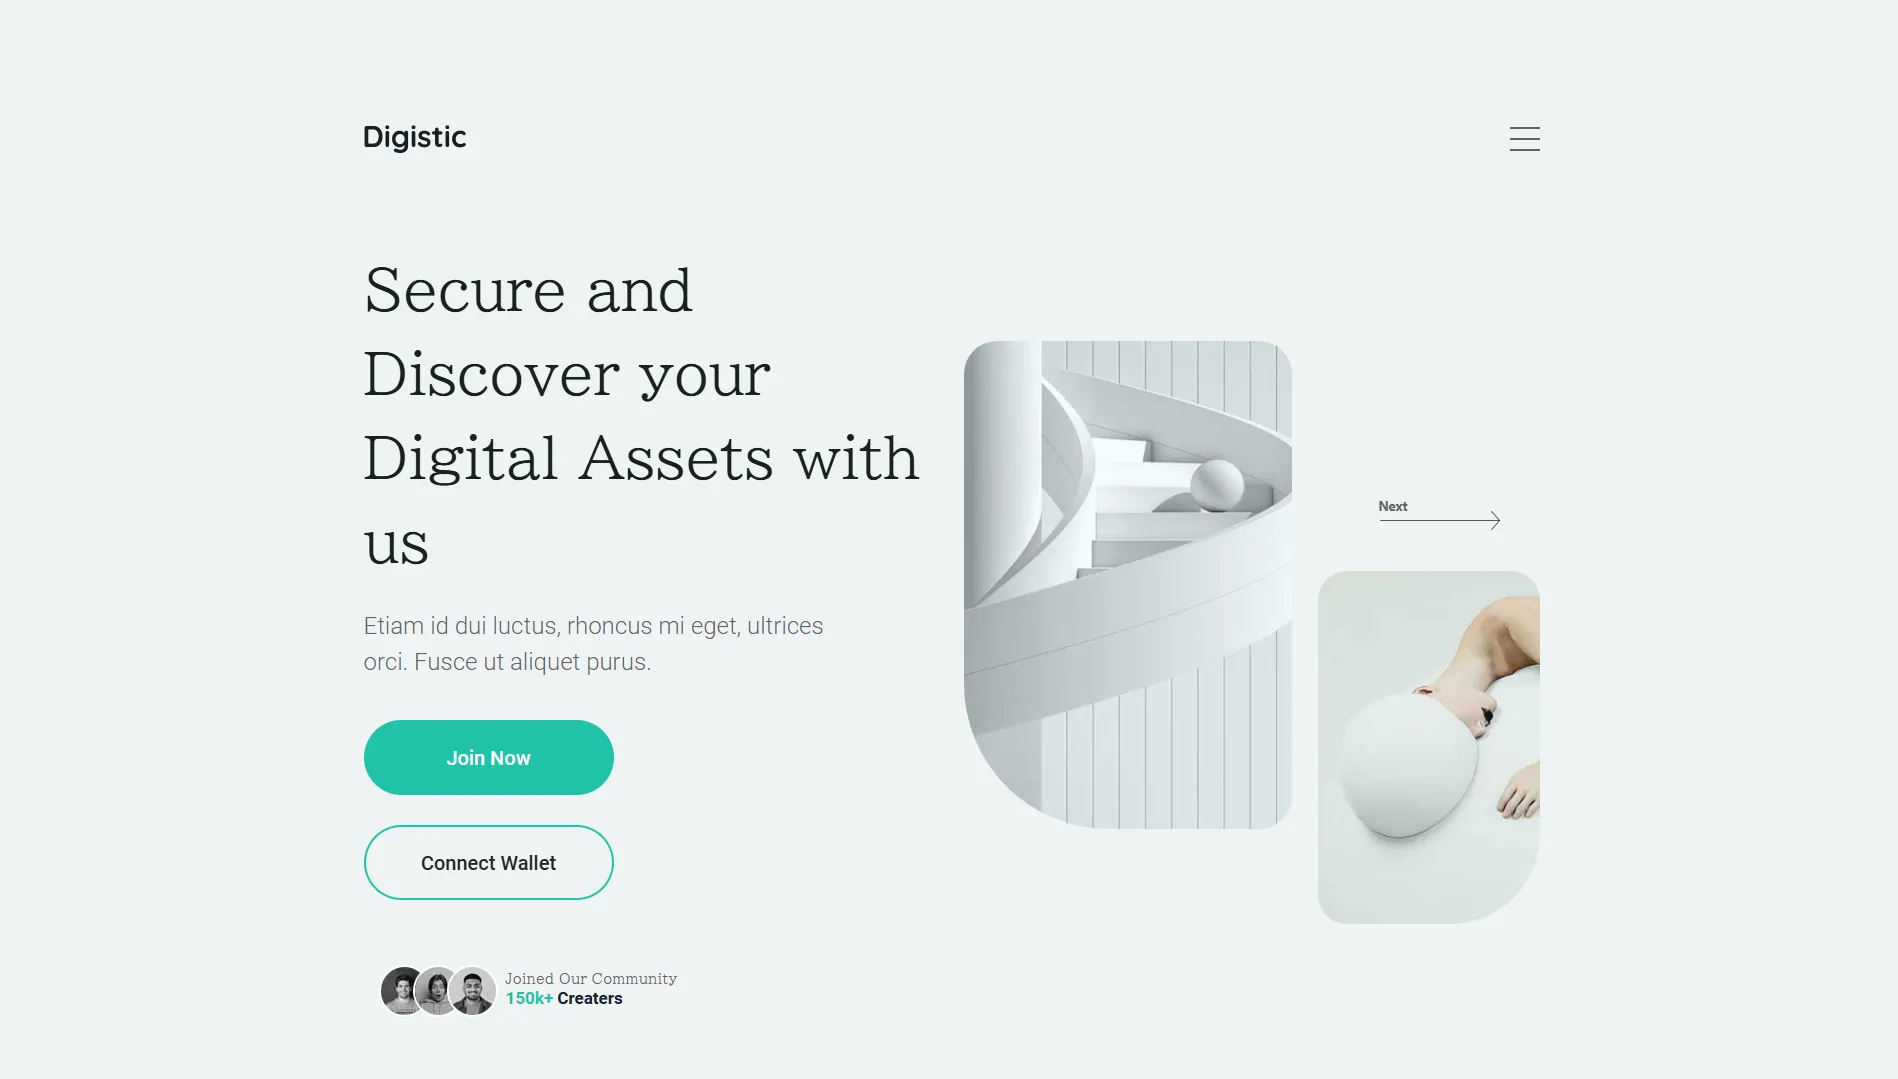 Digistic
Secure and
Discover your
Digital Assets with
us
Etiam id dui luctus, rhoncus mi eget, ultrices
orci. Fusce ut aliquet purus.
Join Now
Connect Wallet
Joined Our Community
150k+ Creaters
Next